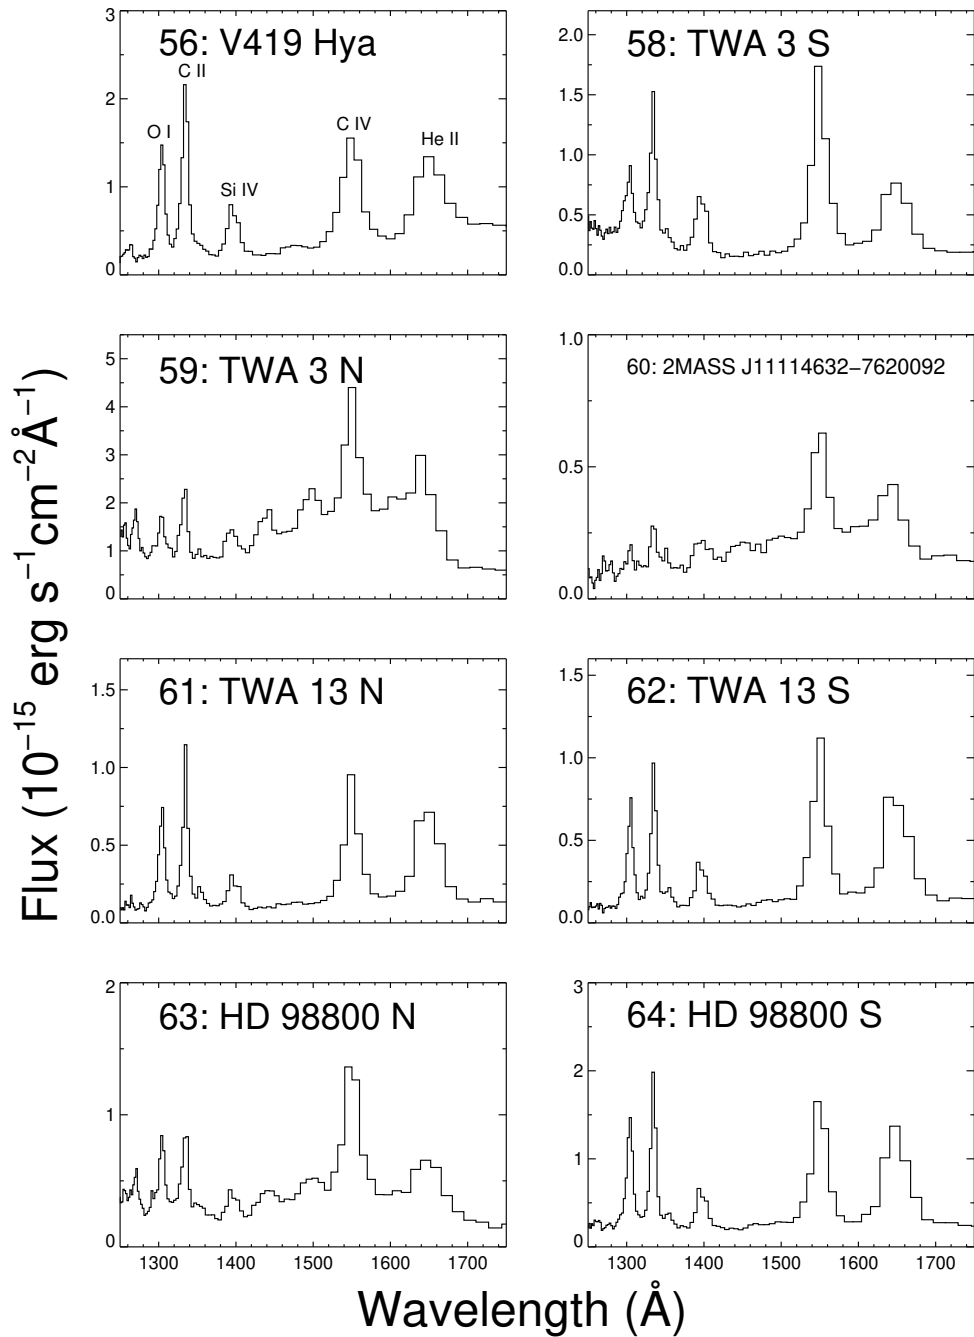 56: V419 Hya
C II
O I
Si IV
C IV
He II
0
1
2
3
58: TWA 3 S
0.0
0.5
1.0
1.5
2.0
59: TWA 3 N
0
1
2
3
4
5
60: 2MASS J11114632−7620092
0.0
0.5
1.0
61: TWA 13 N
0.0
0.5
1.0
1.5
62: TWA 13 S
0.0
0.5
1.0
1.5
63: HD 98800 N
0
1
2
1300 1400 1500 1600 1700
64: HD 98800 S
0
1
2
3
1300 1400 1500 1600 1700
Flux (10⁻¹⁵ erg s⁻¹cm⁻²Å⁻¹)
Wavelength (Å)